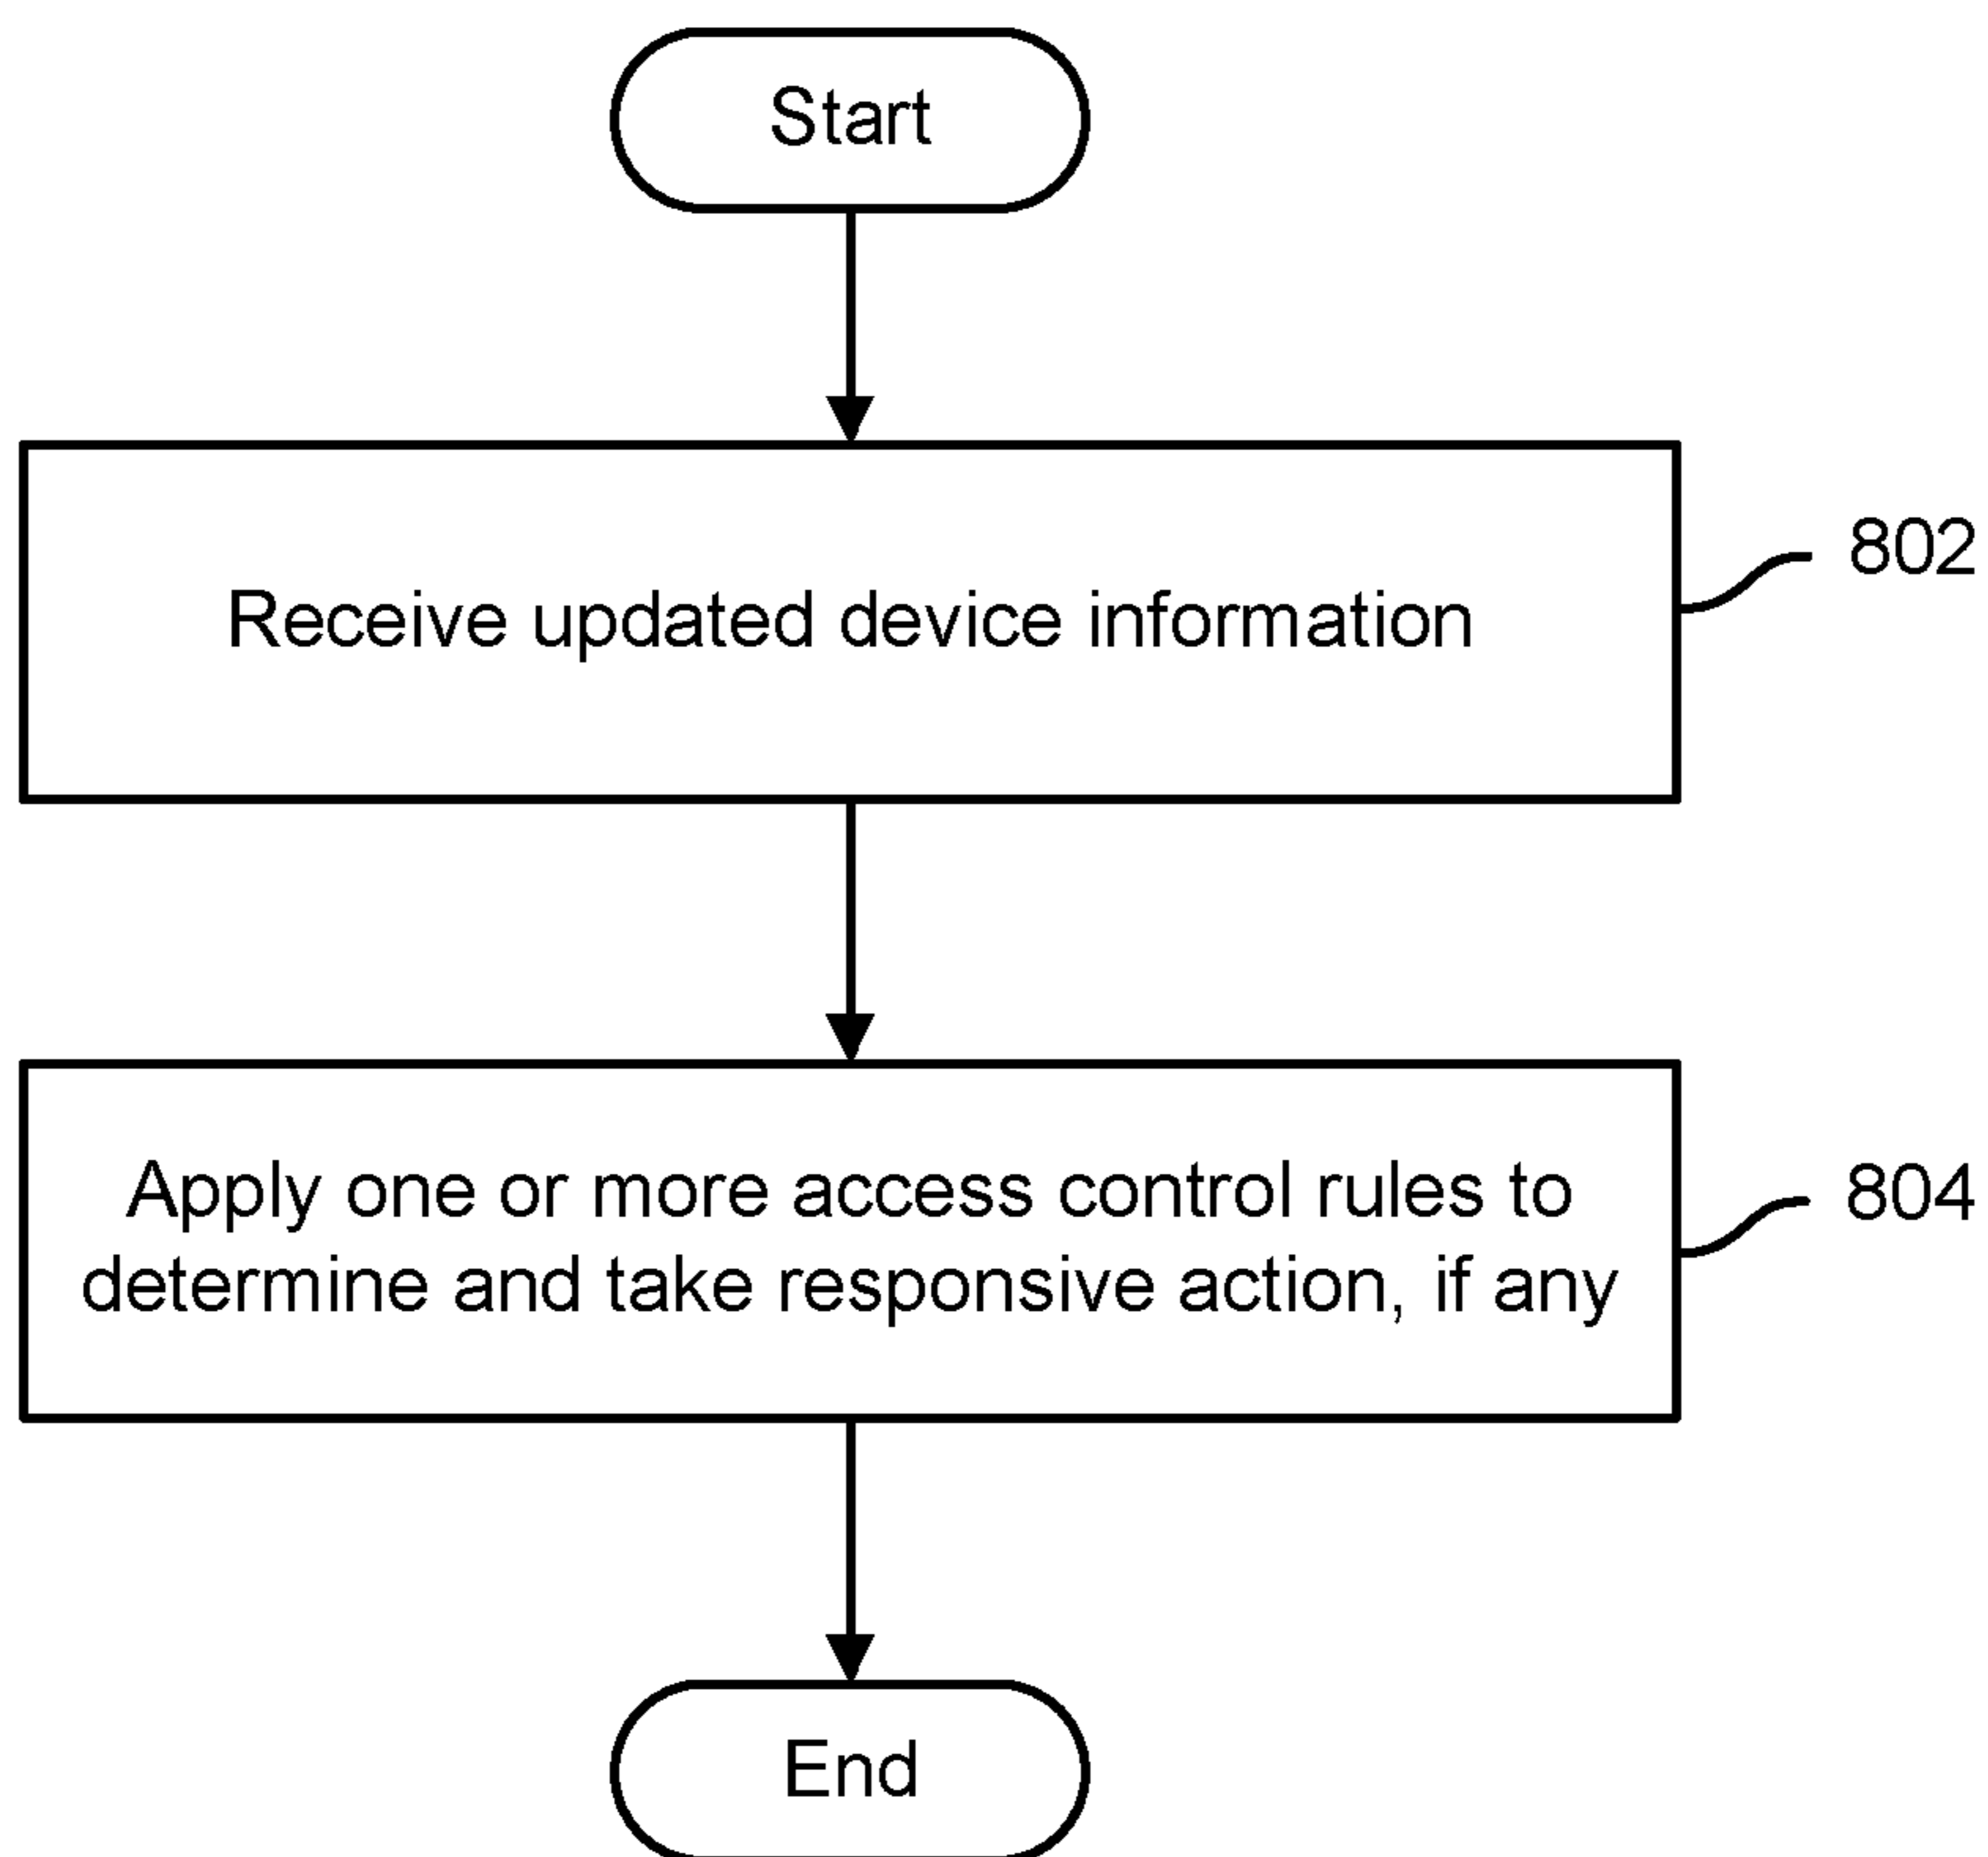 Start
Receive updated device information
802
Apply one or more access control rules to
determine and take responsive action, if any
804
End